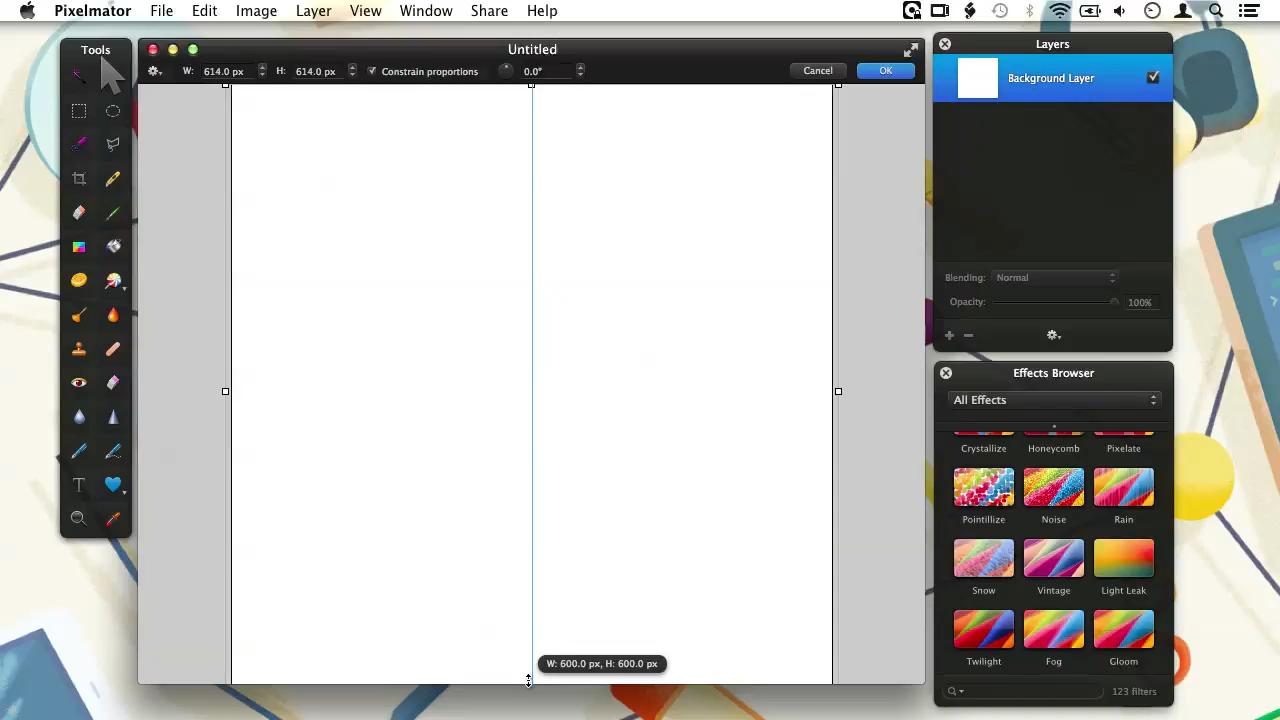 Pixelmator File Edit Image Layer View Window Share Help
Tools
Untitled
W: 614.0 px H: 614.0 px Constrain proportions 0.0° Cancel OK
T
W: 600.0 px, H: 600.0 px
Layers
Background Layer
Blending: Normal
Opacity: 100%
Effects Browser
All Effects
Crystallize Honeycomb Pixelate
Pointillize Noise Rain
Snow Vintage Light Leak
Twilight Fog Gloom
123 filters